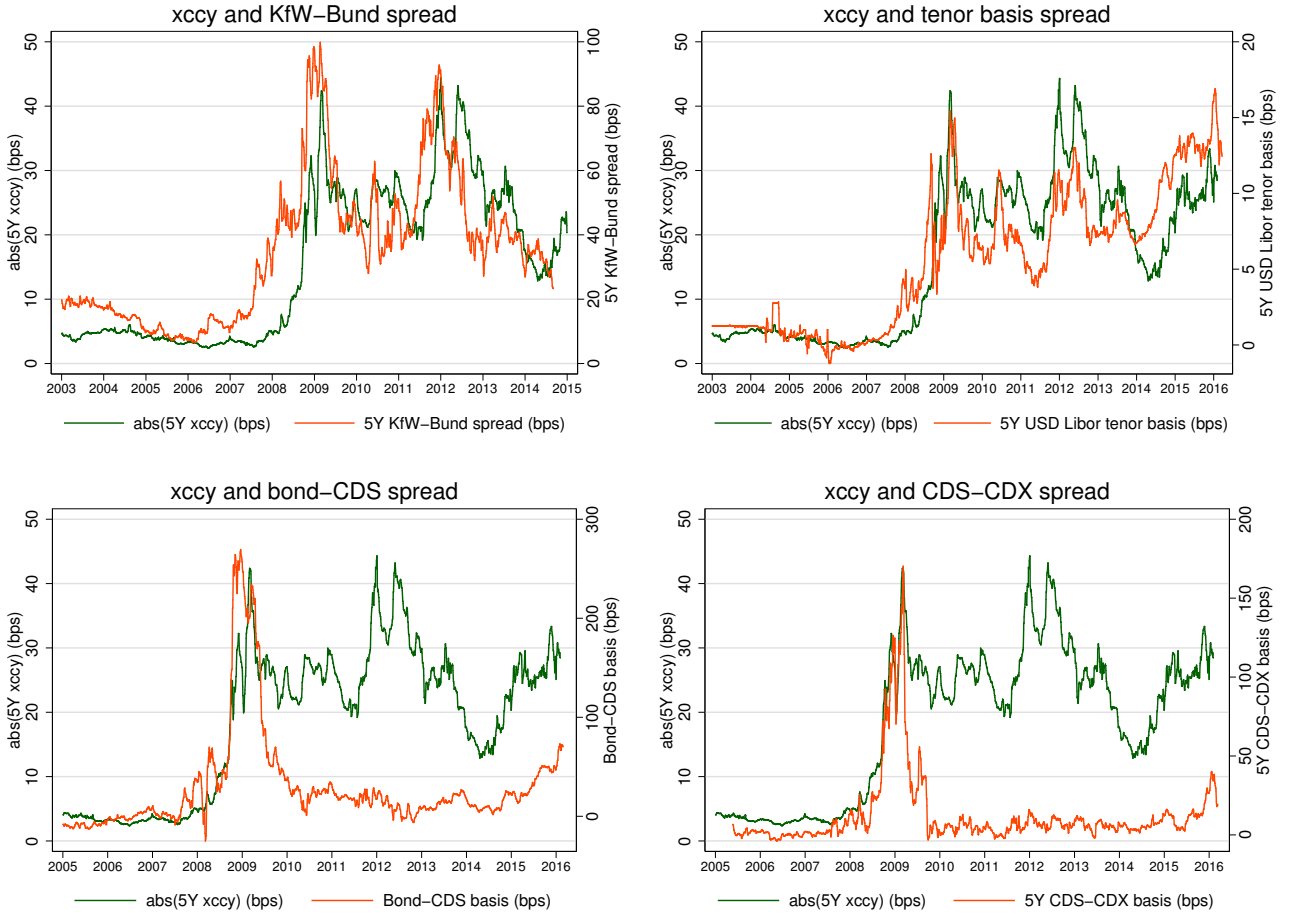 xccy and KfW−Bund spread
abs(5Y xccy) (bps)
50
40
30
20
10
0
5Y KfW−Bund spread (bps)
100
80
60
40
20
0
2003 2004 2005 2006 2007 2008 2009 2010 2011 2012 2013 2014 2015
abs(5Y xccy) (bps) 5Y KfW−Bund spread (bps)
xccy and tenor basis spread
abs(5Y xccy) (bps)
50
40
30
20
10
0
5Y USD Libor tenor basis (bps)
20
15
10
5
0
2003 2004 2005 2006 2007 2008 2009 2010 2011 2012 2013 2014 2015 2016
abs(5Y xccy) (bps) 5Y USD Libor tenor basis (bps)
xccy and bond−CDS spread
abs(5Y xccy) (bps)
50
40
30
20
10
0
Bond−CDS basis (bps)
300
200
100
0
2005 2006 2007 2008 2009 2010 2011 2012 2013 2014 2015 2016
abs(5Y xccy) (bps) Bond−CDS basis (bps)
xccy and CDS−CDX spread
abs(5Y xccy) (bps)
50
40
30
20
10
0
5Y CDS−CDX basis (bps)
200
150
100
50
0
2005 2006 2007 2008 2009 2010 2011 2012 2013 2014 2015 2016
abs(5Y xccy) (bps) 5Y CDS−CDX basis (bps)